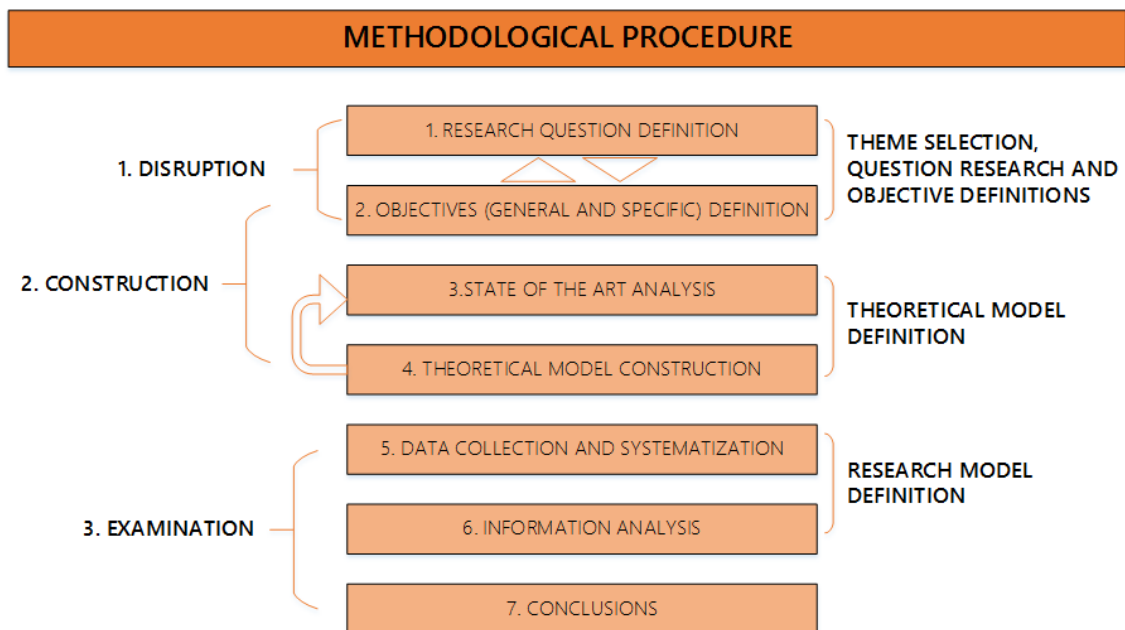 METHODOLOGICAL PROCEDURE
1. DISRUPTION
1. RESEARCH QUESTION DEFINITION
2. OBJECTIVES (GENERAL AND SPECIFIC) DEFINITION
THEME SELECTION,
QUESTION RESEARCH AND
OBJECTIVE DEFINITIONS
2. CONSTRUCTION
3.STATE OF THE ART ANALYSIS
4. THEORETICAL MODEL CONSTRUCTION
THEORETICAL MODEL
DEFINITION
3. EXAMINATION
5. DATA COLLECTION AND SYSTEMATIZATION
6. INFORMATION ANALYSIS
7. CONCLUSIONS
RESEARCH MODEL
DEFINITION